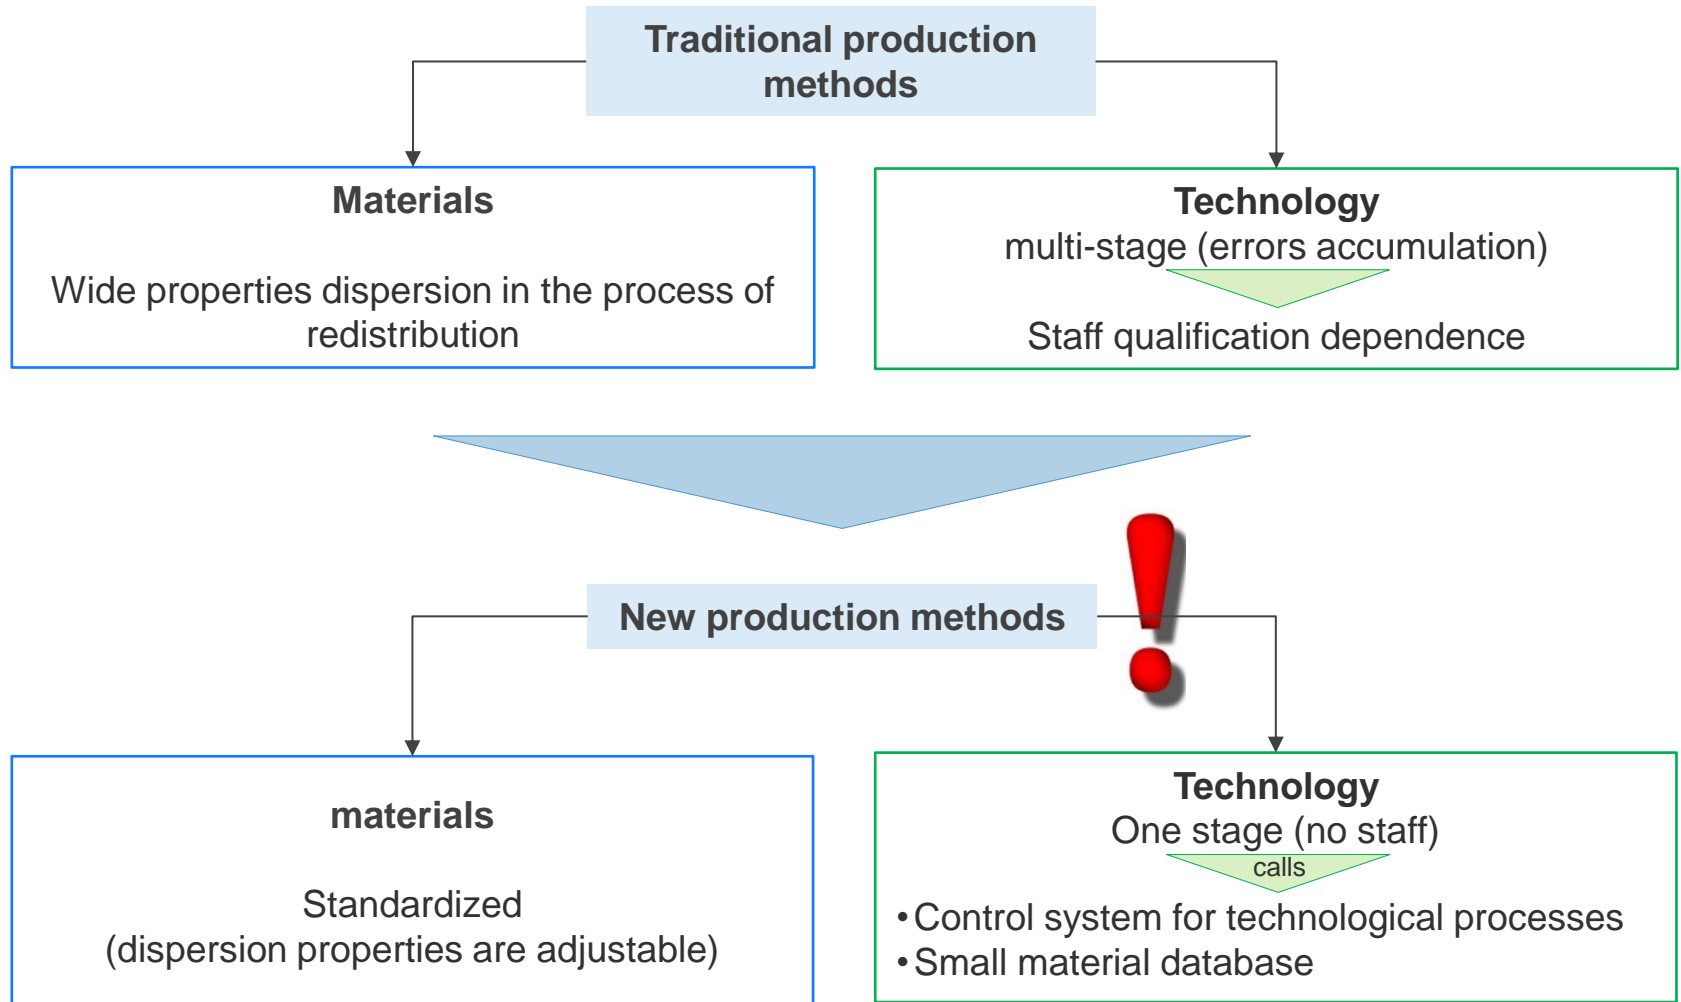 Traditional production
methods
Materials
Wide properties dispersion in the process of
redistribution
Technology
multi-stage (errors accumulation)
Staff qualification dependence
New production methods
materials
Standardized
(dispersion properties are adjustable)
Technology
One stage (no staff)
calls
•Control system for technological processes
•Small material database